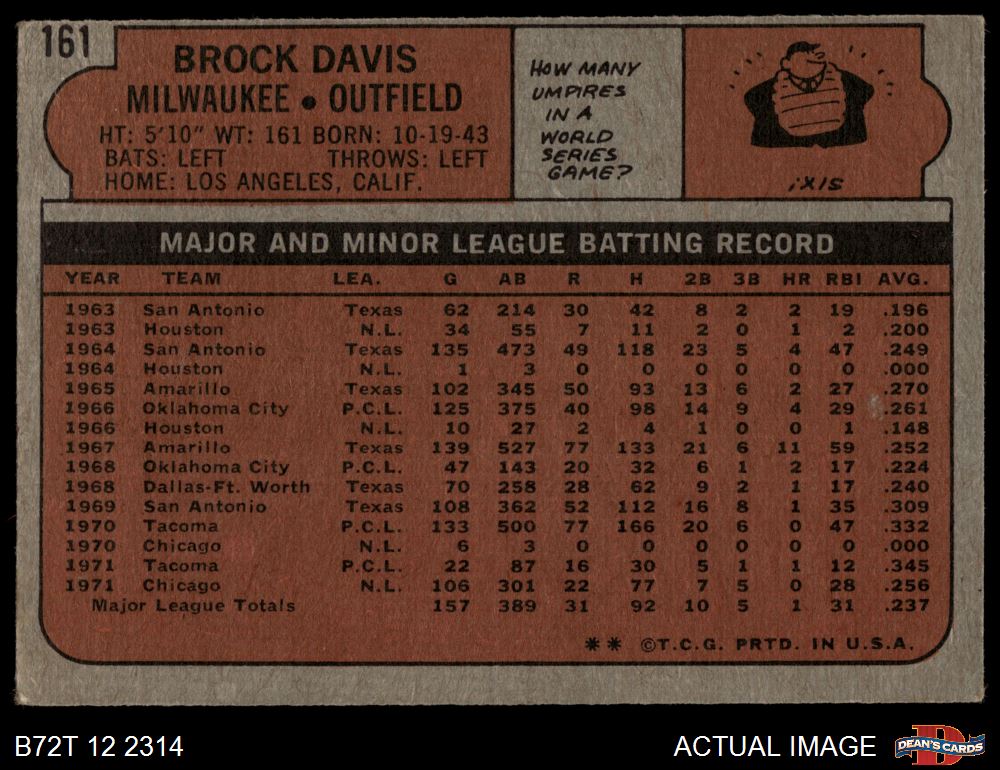 161
BROCK DAVIS
MILWAUKEE • OUTFIELD
HT: 5'10" WT: 161 BORN: 10-19-43
BATS: LEFT THROWS: LEFT
HOME: LOS ANGELES, CALIF.
HOW MANY
UMPIRES
IN A
WORLD
SERIES
GAME?
¡XIS
MAJOR AND MINOR LEAGUE BATTING RECORD
YEAR TEAM LEA. G AB R H 2B 3B HR RBI AVG.
1963 San Antonio Texas 62 214 30 42 8 2 2 19 .196
1963 Houston N.L. 34 55 7 11 2 0 1 2 .200
1964 San Antonio Texas 135 473 49 118 23 5 4 47 .249
1964 Houston N.L. 1 3 0 0 0 0 0 0 .000
1965 Amarillo Texas 102 345 50 93 13 6 2 27 .270
1966 Oklahoma City P.C.L. 125 375 40 98 14 9 4 29 .261
1966 Houston N.L. 10 27 2 4 1 0 0 1 .148
1967 Amarillo Texas 139 527 77 133 21 6 11 59 .252
1968 Oklahoma City P.C.L. 47 143 20 32 6 1 2 17 .224
1968 Dallas-Ft. Worth Texas 70 258 28 62 9 2 1 17 .240
1969 San Antonio Texas 108 362 52 112 16 8 1 35 .309
1970 Tacoma P.C.L. 133 500 77 166 20 6 0 47 .332
1970 Chicago N.L. 6 3 0 0 0 0 0 0 .000
1971 Tacoma P.C.L. 22 87 16 30 5 1 1 12 .345
1971 Chicago N.L. 106 301 22 77 7 5 0 28 .256
Major League Totals 157 389 31 92 10 5 1 31 .237
** ©T.C.G. PRTD. IN U.S.A.
B72T 12 2314 ACTUAL IMAGE
D
DEAN'S CARDS